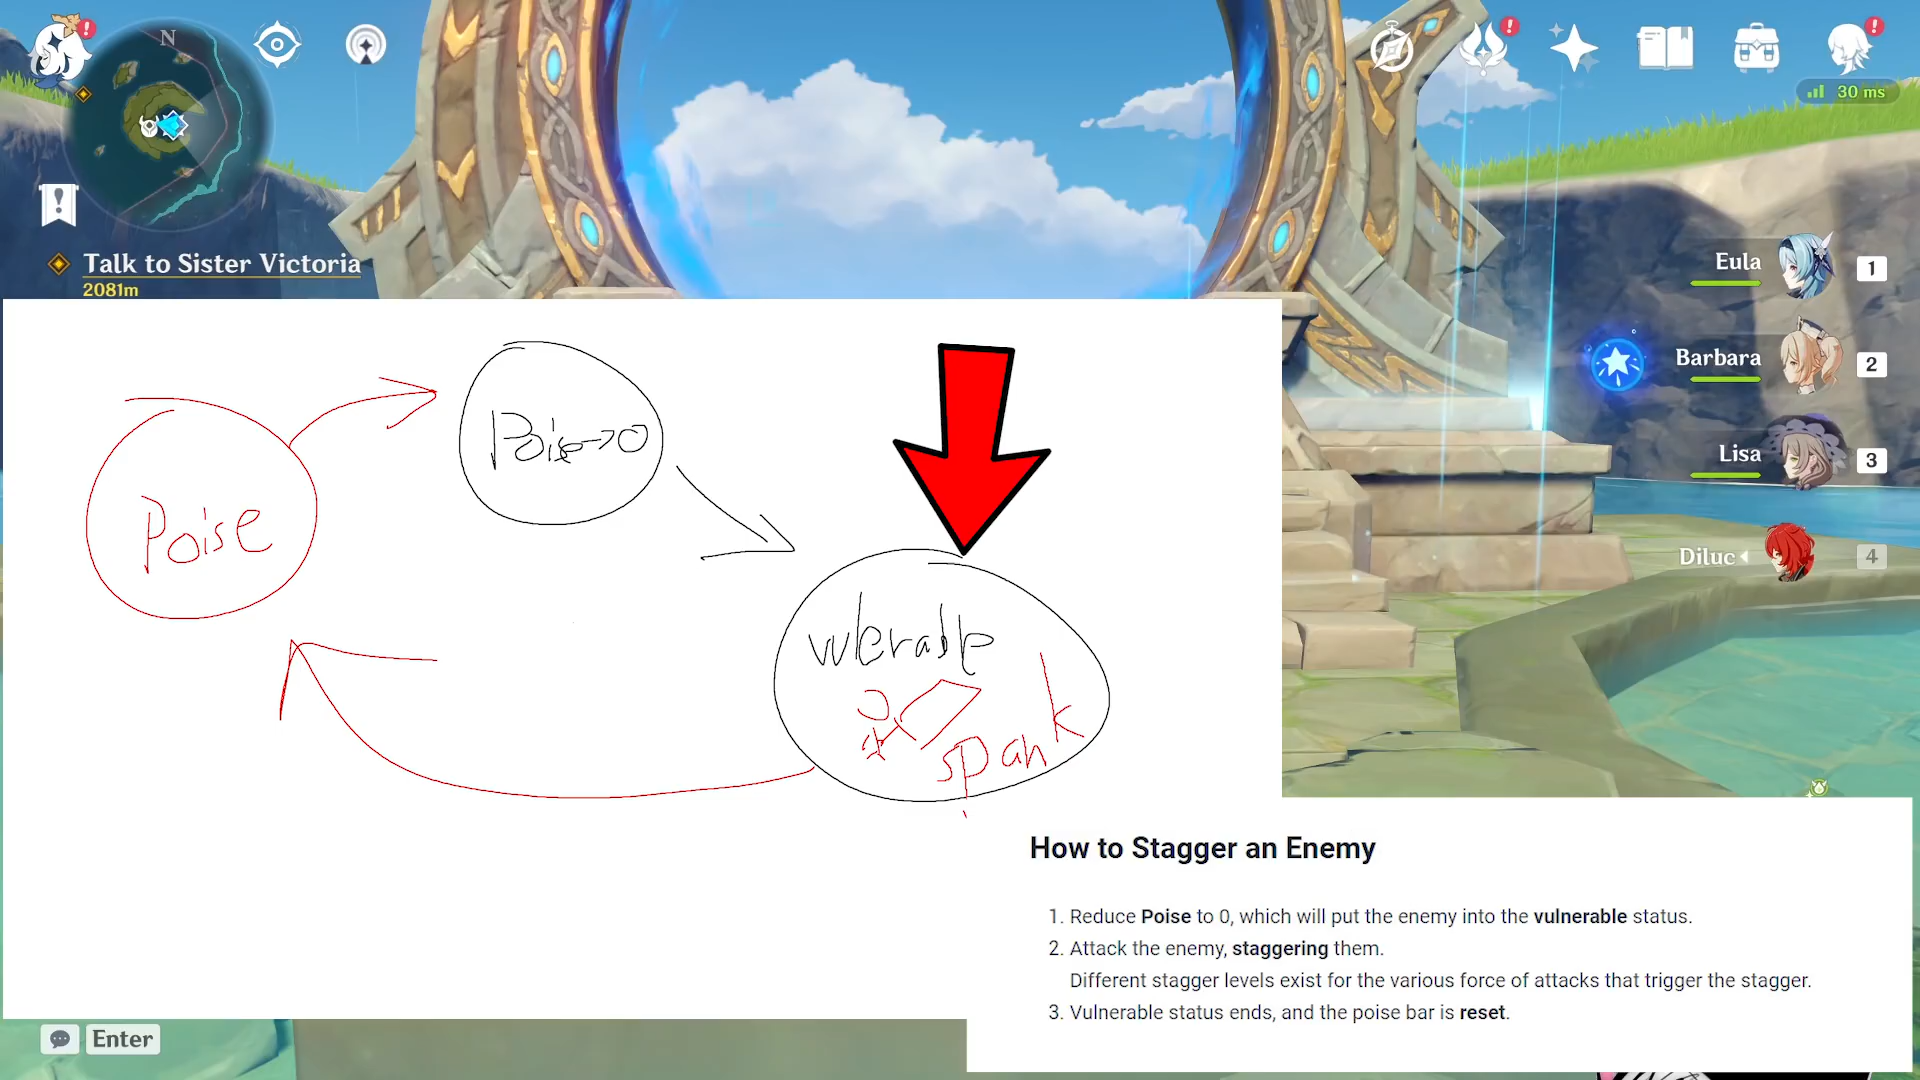 N
30 ms
Talk to Sister Victoria
2081m
Eula
1
Barbara
2
Lisa
3
Diluc
4
Poise
Poise→0
vulerable
spank
How to Stagger an Enemy
1. Reduce Poise to 0, which will put the enemy into the vulnerable status.
2. Attack the enemy, staggering them.
Different stagger levels exist for the various force of attacks that trigger the stagger.
3. Vulnerable status ends, and the poise bar is reset.
Enter